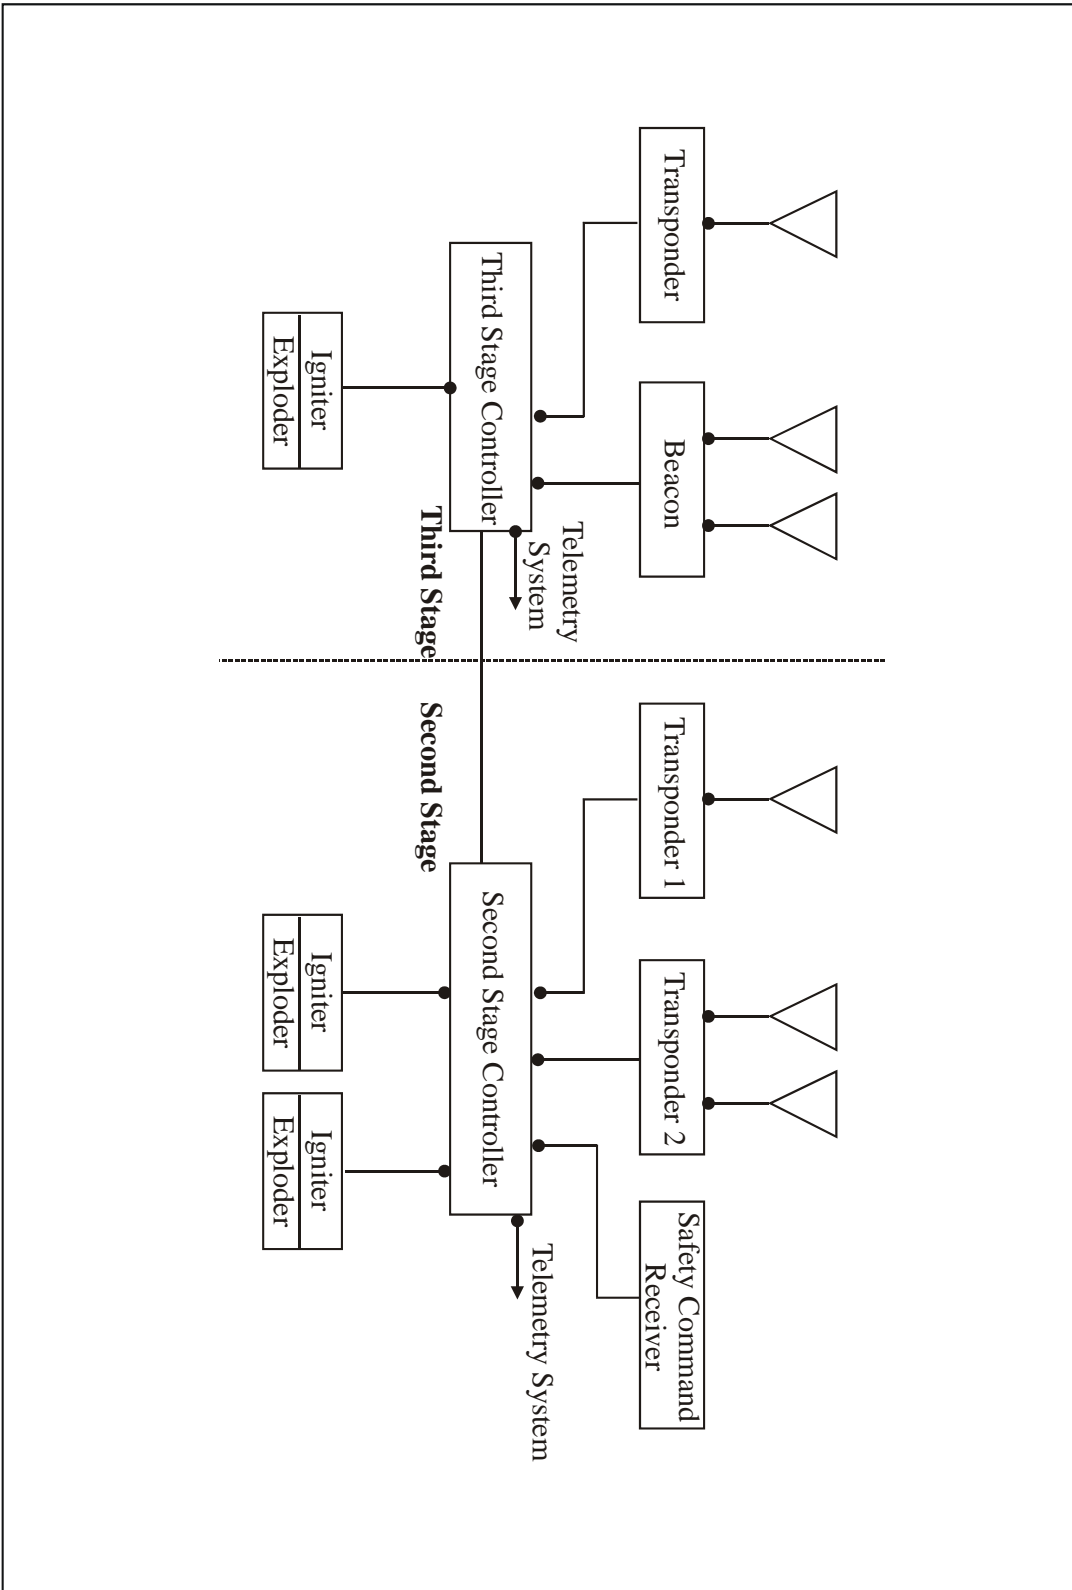 Transponder
Beacon
Transponder 1
Transponder 2
Safety Command
Receiver
Telemetry
System
Telemetry System
Third Stage Controller
Second Stage Controller
Third Stage
Second Stage
Igniter
Exploder
Igniter
Exploder
Igniter
Exploder